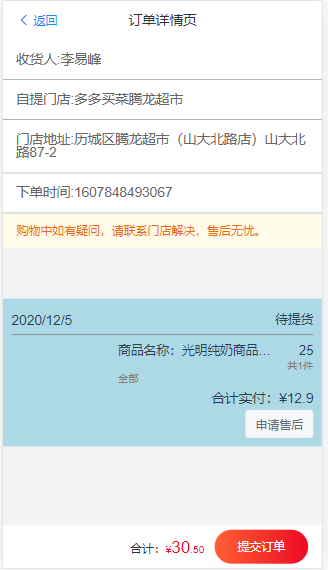 返回
订单详情页
收货人:李易峰
自提门店:多多买菜腾龙超市
门店地址:历城区腾龙超市（山大北路店）山大北
路87-2
下单时间:1607848493067
购物中如有疑问，请联系门店解决，售后无忧。
2020/12/5 待提货
商品名称：光明纯奶商品... 25
共1件
全部
合计实付：¥12.9
申请售后
合计：¥30.50 提交订单